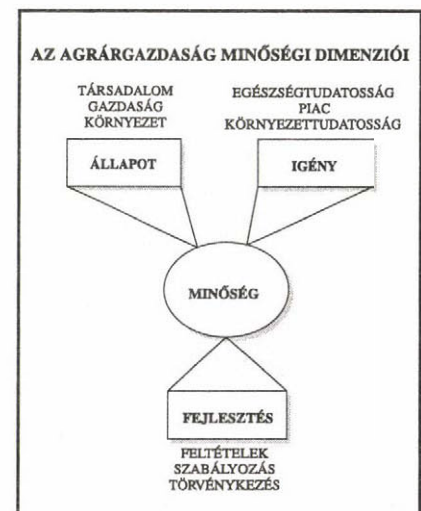 AZ AGRÁRGAZDASÁG MINŐSÉGI DIMENZIÓI
TÁRSADALOM
GAZDASÁG
KÖRNYEZET
ÁLLAPOT
EGÉSZSÉGTUDATOSSÁG
PIAC
KÖRNYEZETTUDATOSSÁG
IGÉNY
MINŐSÉG
FEJLESZTÉS
FELTÉTELEK
SZABÁLYOZÁS
TÖRVÉNYKEZÉS